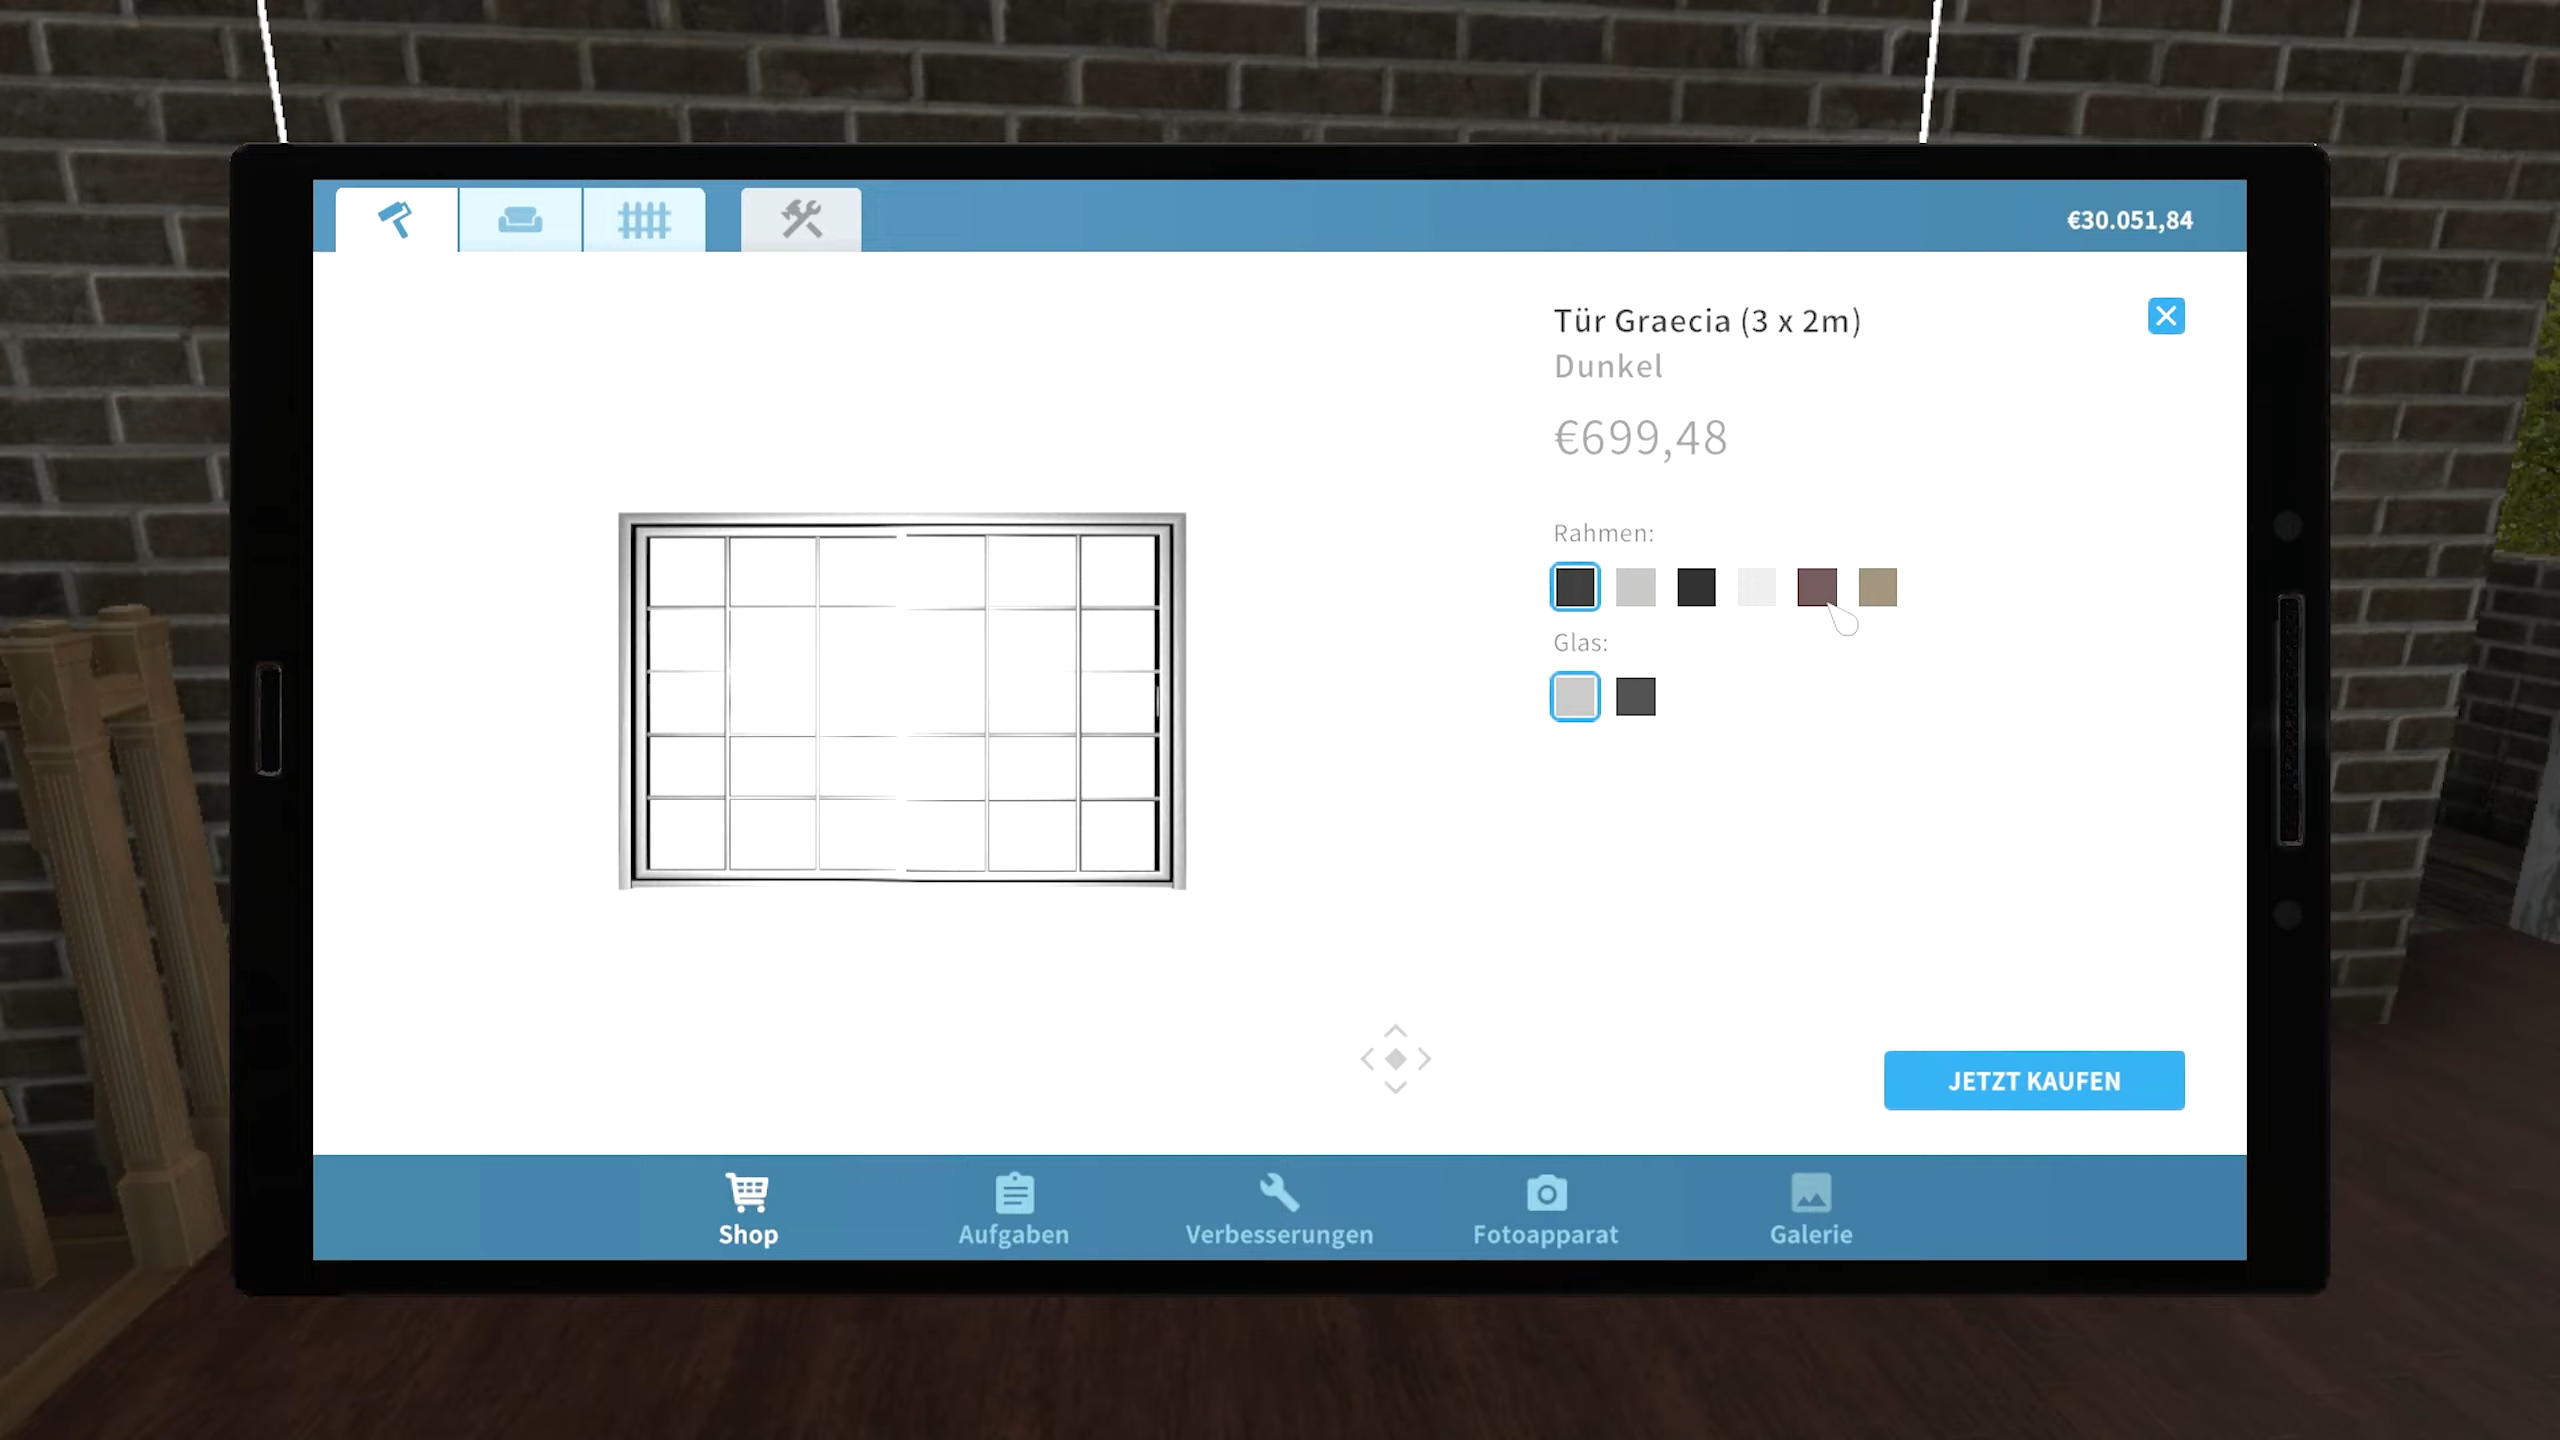 €30.051,84
Tür Graecia (3 x 2m)
Dunkel
€699,48
Rahmen:
Glas:
JETZT KAUFEN
Shop
Aufgaben
Verbesserungen
Fotoapparat
Galerie